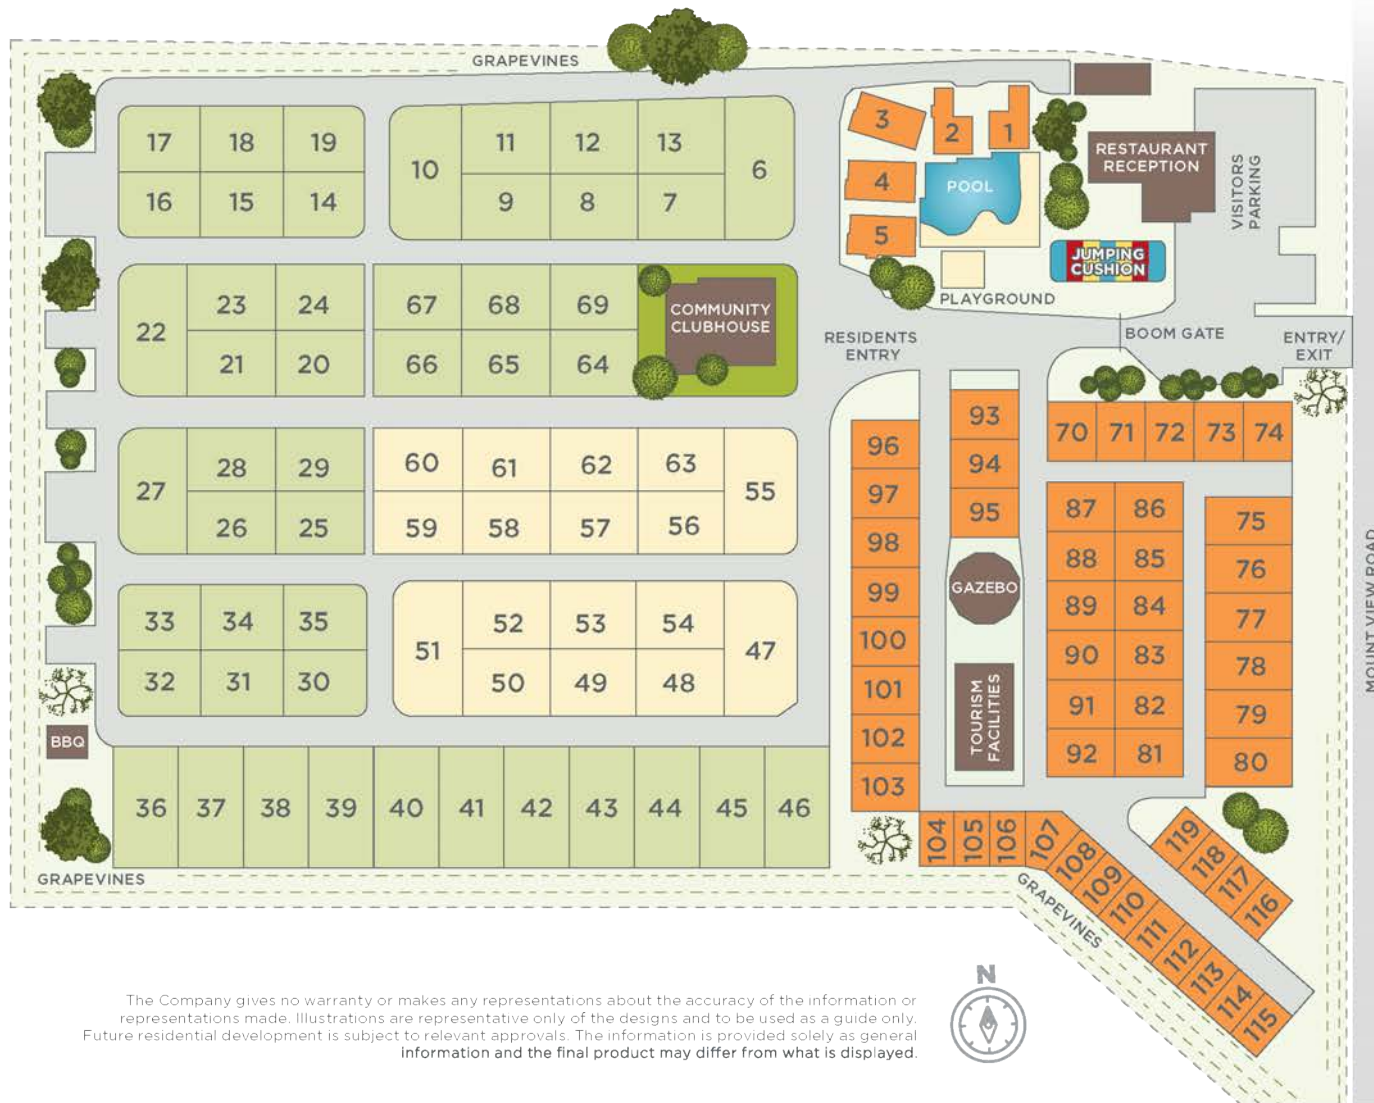 GRAPEVINES
17 18 19
16 15 14
10 11 12 13 6
9 8 7
3 2 1
4 POOL
5
RESTAURANT
RECEPTION
VISITORS
PARKING
JUMPING
CUSHION
PLAYGROUND
22 23 24
21 20
67 68 69
66 65 64
COMMUNITY
CLUBHOUSE
RESIDENTS
ENTRY
BOOM GATE
ENTRY/
EXIT
27 28 29
26 25
60 61 62 63 55
59 58 57 56
33 34 35
32 31 30
51 52 53 54 47
50 49 48
BBQ
36 37 38 39 40 41 42 43 44 45 46
GRAPEVINES
96
97
98
99
100
101
102
103
93
94
95
GAZEBO
TOURISM
FACILITIES
70 71 72 73 74
87 86
88 85
89 84
90 83
91 82
92 81
75
76
77
78
79
80
MOUNT VIEW ROAD
104 105 106 107 108 109 110 111 112 113 114 115
119 118 117 116
GRAPEVINES
N
The Company gives no warranty or makes any representations about the accuracy of the information or
representations made. Illustrations are representative only of the designs and to be used as a guide only.
Future residential development is subject to relevant approvals. The information is provided solely as general
information and the final product may differ from what is displayed.